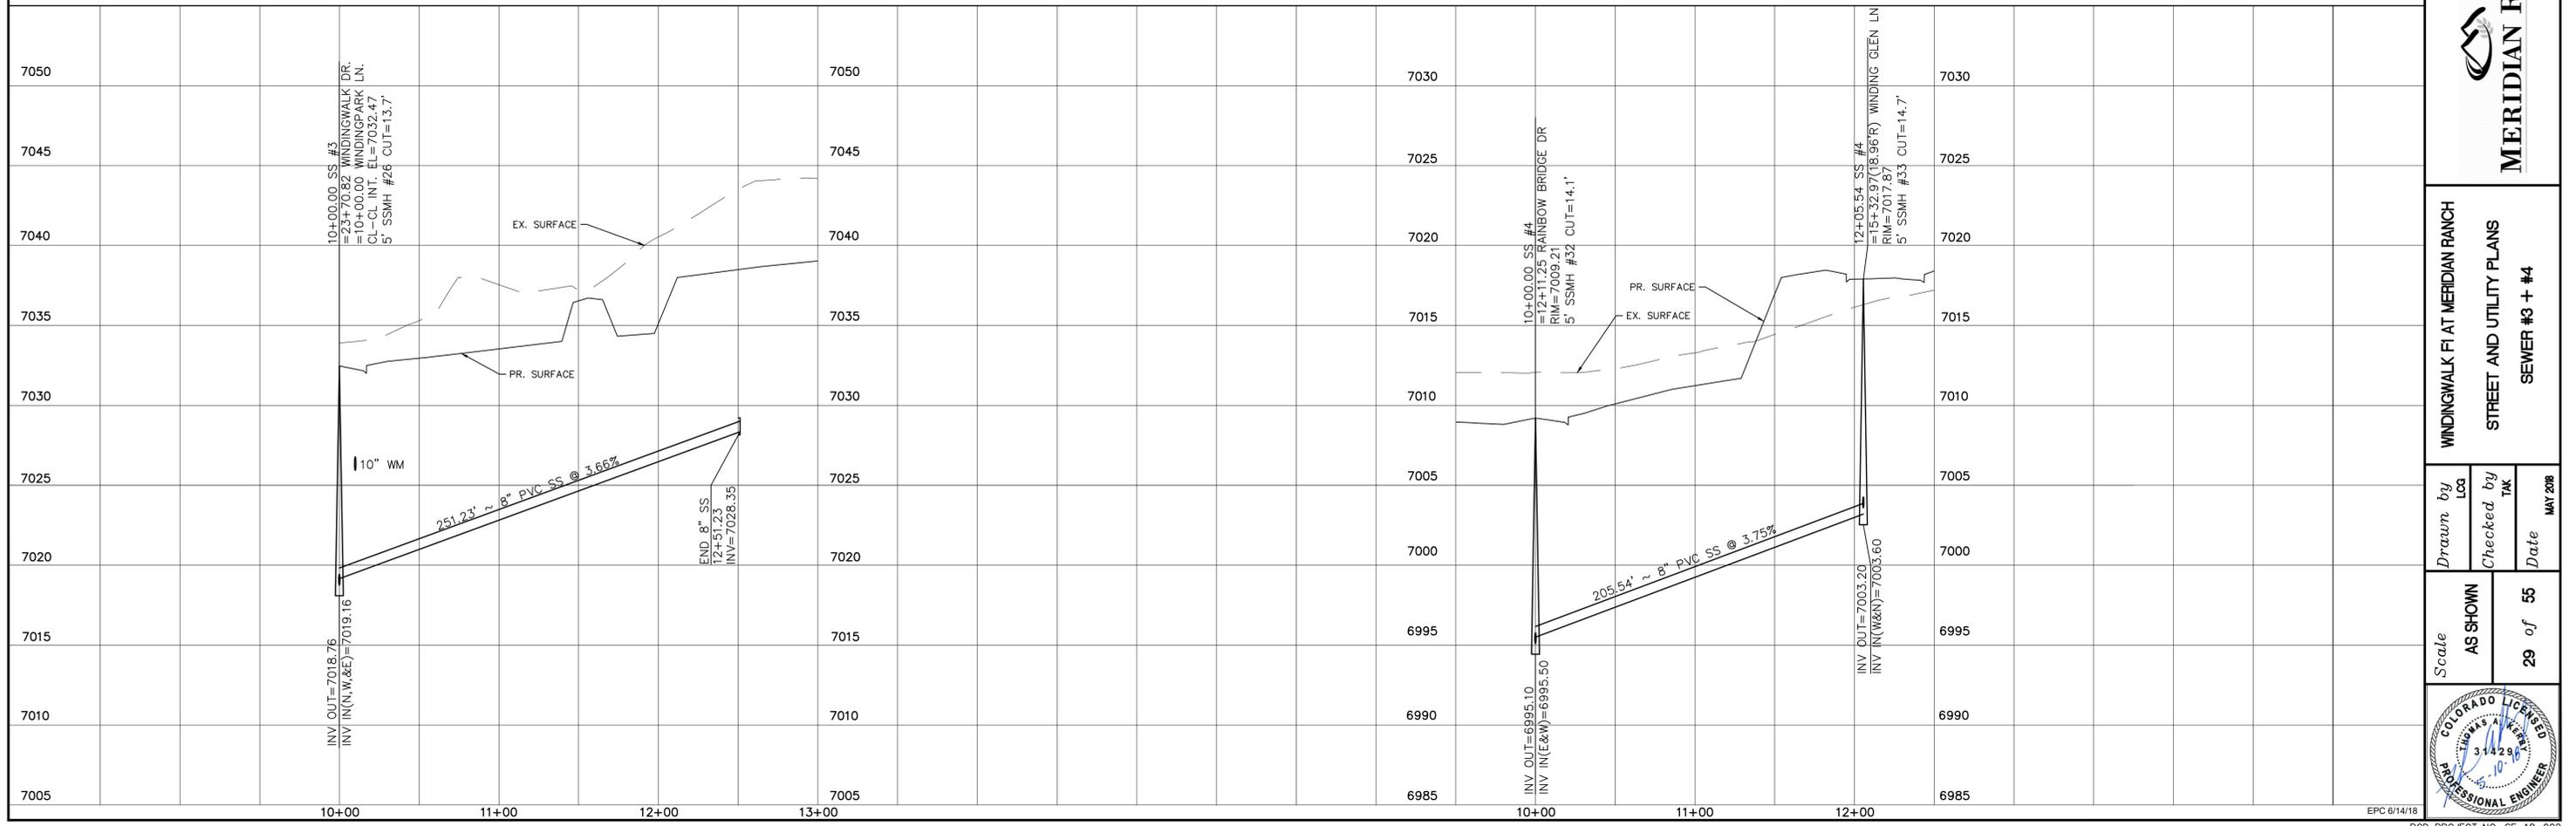 7050
7045
7040
7035
7030
7025
7020
7015
7010
7005
10+00.00 SS #3
=23+70.82 WINDINGWALK DR.
=10+00.00 WINDINGPARK LN.
CL-CL INT. EL=7032.47
5' SSMH #26 CUT=13.7'
EX. SURFACE
PR. SURFACE
10" WM
251.23' ~ 8" PVC SS @ 3.66%
END 8" SS
12+51.23
INV=7028.35
INV OUT=7018.76
INV IN(N,W,&E)=7019.16
7050
7045
7040
7035
7030
7025
7020
7015
7010
7005
10+00
11+00
12+00
13+00
7030
7025
7020
7015
7010
7005
7000
6995
6990
6985
10+00.00 SS #4
=12+11.25 RAINBOW BRIDGE DR
RIM=7009.21
5' SSMH #32 CUT=14.1'
PR. SURFACE
EX. SURFACE
12+05.54 SS #4
=15+32.97(18.96'R) WINDING GLEN LN
RIM=7017.87
5' SSMH #33 CUT=14.7'
205.54' ~ 8" PVC SS @ 3.75%
INV OUT=6995.10
INV IN(E&W)=6995.50
INV OUT=7003.20
INV IN(W&N)=7003.60
7030
7025
7020
7015
7010
7005
7000
6995
6990
6985
10+00
11+00
12+00
EPC 6/14/18
MERIDIAN
WINDINGWALK F1 AT MERIDIAN RANCH
STREET AND UTILITY PLANS
SEWER #3 + #4
Drawn by
LCG
Checked by
TAK
Date
MAY 2018
Scale
AS SHOWN
29 of 55
COLORADO LICENSED
THOMAS A. KERBY
31429
5-10-18
PROFESSIONAL ENGINEER